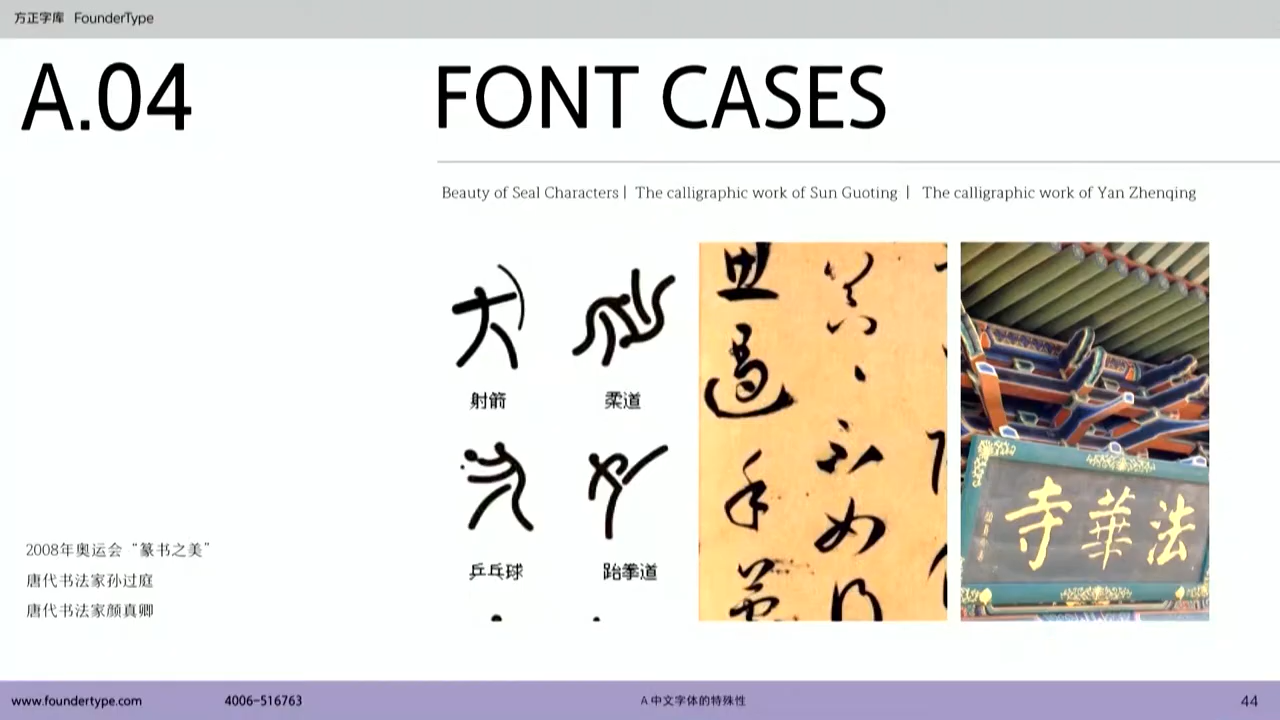 方正字库 FounderType
A.04
FONT CASES
Beauty of Seal Characters | The calligraphic work of Sun Guoting | The calligraphic work of Yan Zhenqing
射箭
柔道
乒乓球
跆拳道
過
手
寺華法
2008年奥运会“篆书之美”
唐代书法家孙过庭
唐代书法家颜真卿
www.foundertype.com
4006-516763
A 中文字体的特殊性
44